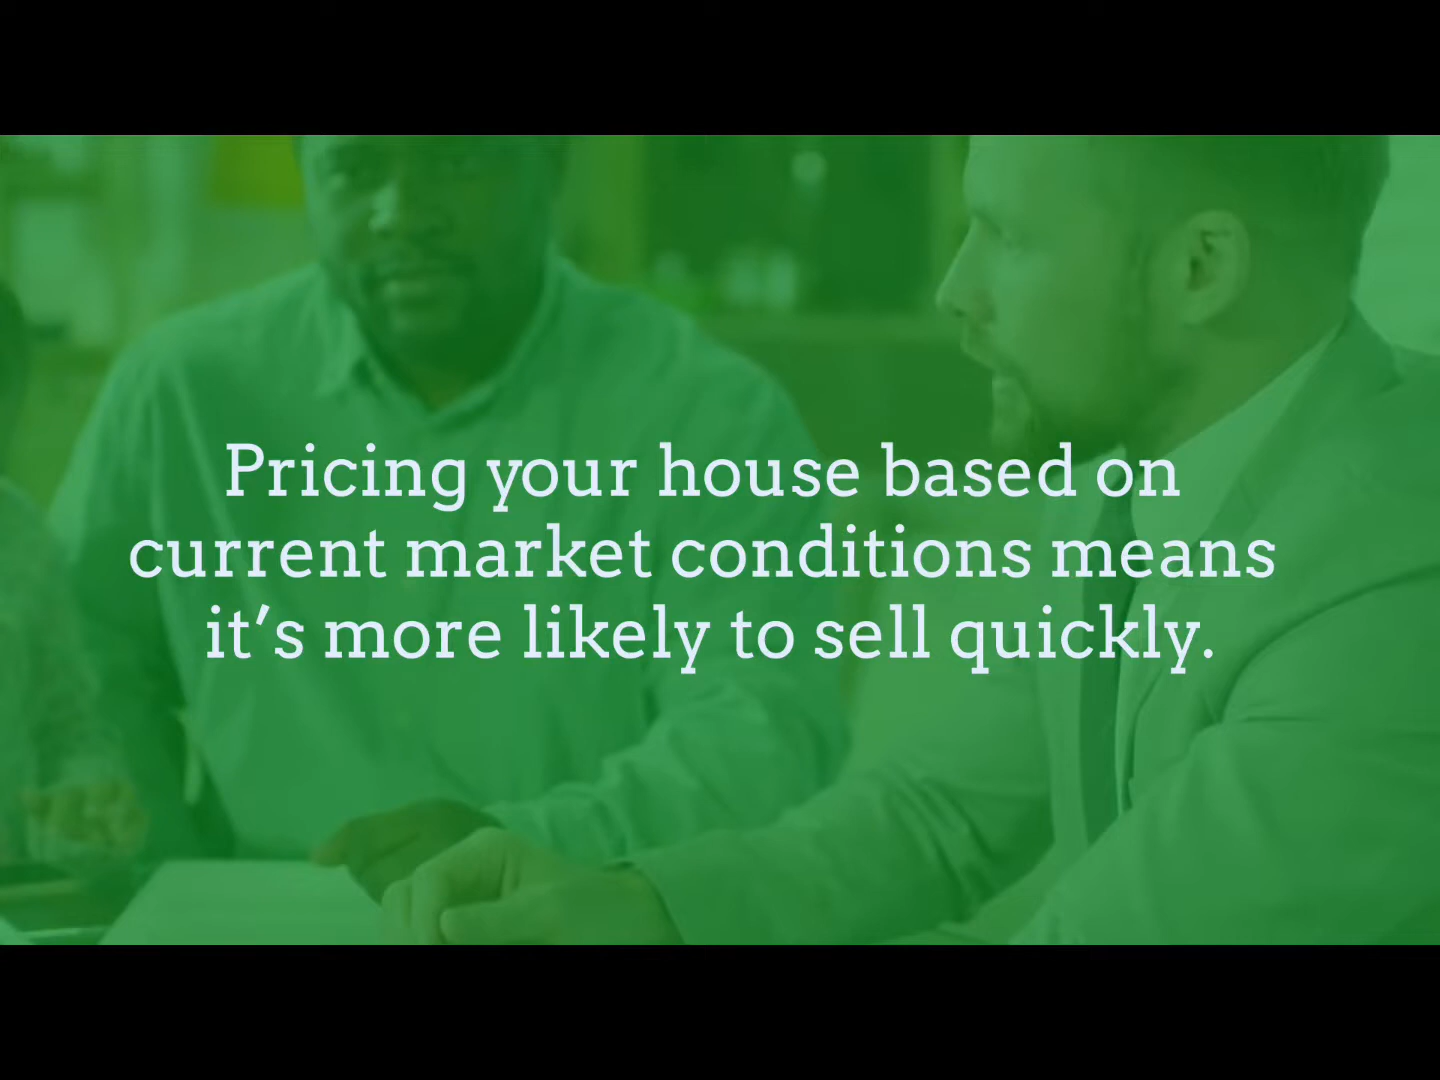 Pricing your house based on
current market conditions means
it’s more likely to sell quickly.